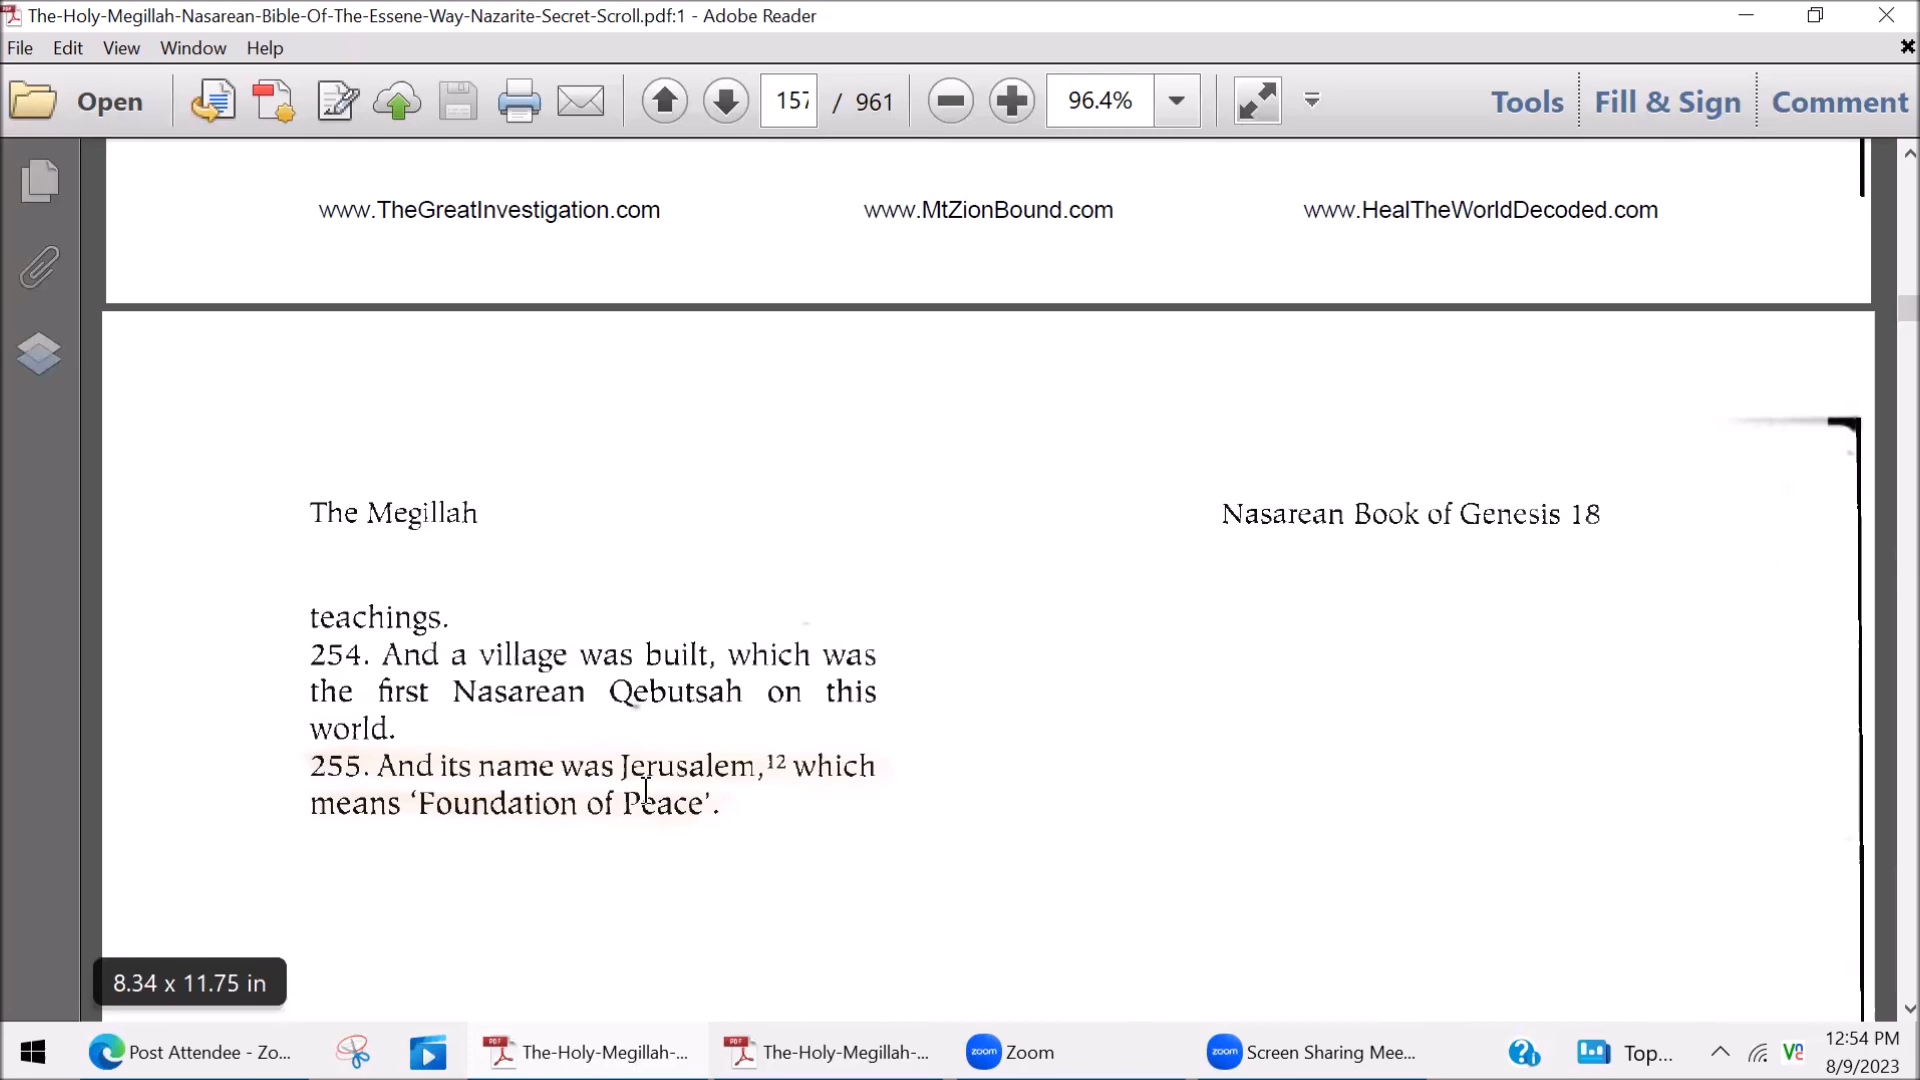 The-Holy-Megillah-Nasarean-Bible-Of-The-Essene-Way-Nazarite-Secret-Scroll.pdf:1 - Adobe Reader
File Edit View Window Help
Open 157 / 961 96.4% Tools Fill & Sign Comment
www.TheGreatInvestigation.com www.MtZionBound.com www.HealTheWorldDecoded.com
The Megillah Nasarean Book of Genesis 18
teachings.
254. And a village was built, which was
the first Nasarean Qebutsah on this
world.
255. And its name was Jerusalem,¹² which
means ‘Foundation of Peace’.
8.34 x 11.75 in
Post Attendee - Zo... The-Holy-Megillah-... The-Holy-Megillah-... Zoom Screen Sharing Mee... Top... 12:54 PM
8/9/2023